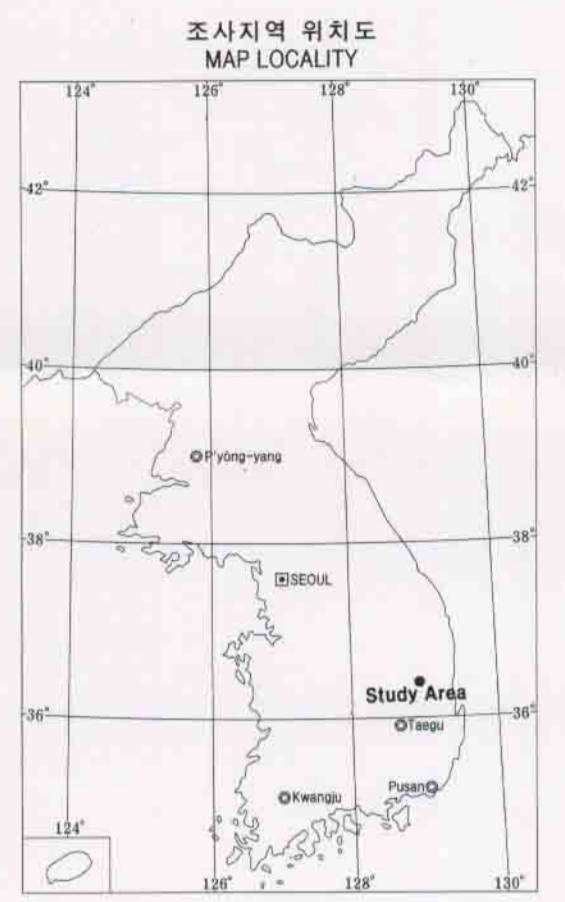 조사지역 위치도
MAP LOCALITY
124° 126° 128° 130°
42° 42°
40° 40°
P'yŏng-yang
38° 38°
SEOUL
Study Area
36° 36°
Taegu
Pusan
Kwangju
124°
126° 128° 130°